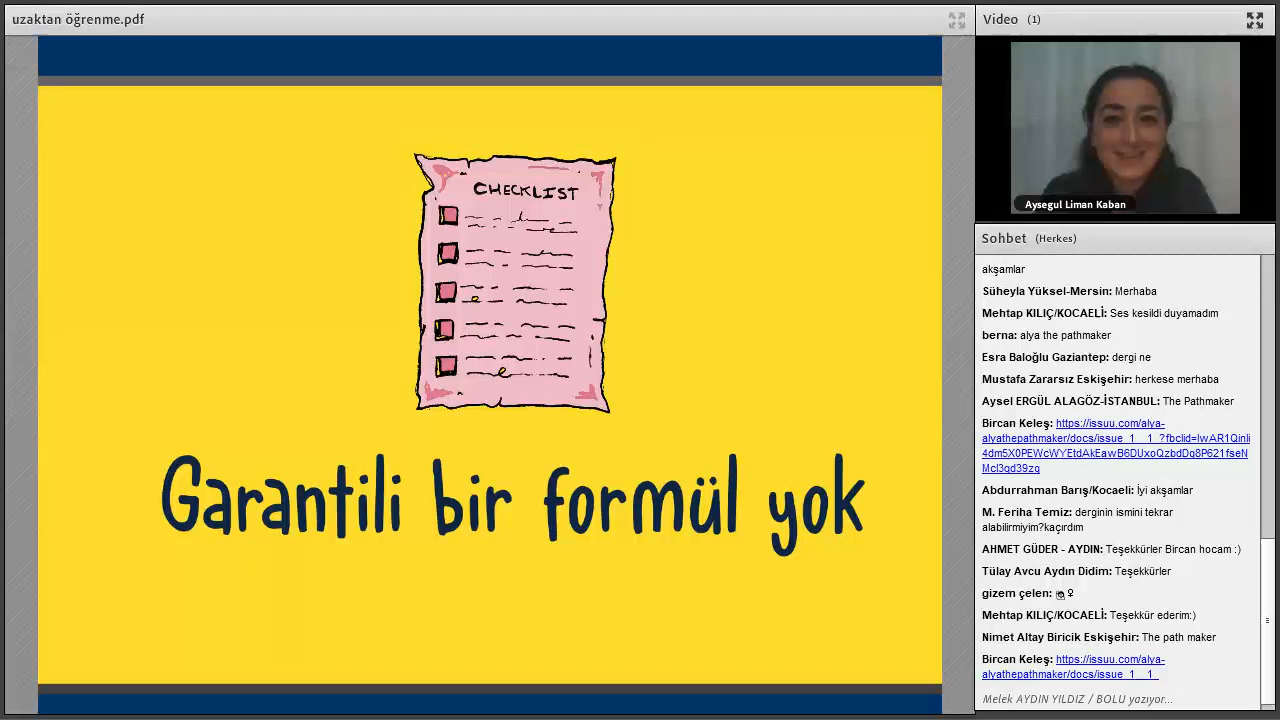 uzaktan öğrenme.pdf
CHECKLIST
Garantili bir formül yok
Video (1)
Aysegul Liman Kaban
Sohbet (Herkes)
akşamlar
Süheyla Yüksel-Mersin: Merhaba
Mehtap KILIÇ/KOCAELİ: Ses kesildi duyamadım
berna: alya the pathmaker
Esra Baloğlu Gaziantep: dergi ne
Mustafa Zararsız Eskişehir: herkese merhaba
Aysel ERGÜL ALAGÖZ-İSTANBUL: The Pathmaker
Bircan Keleş: https://issuu.com/alya-
alyathepathmaker/docs/issue_1__1_?fbclid=IwAR1Qinli
4dm5X0PEWcWYEtdAkEawB6DUxoQzbdDg8P621fseN
Mcl3gd39zg
Abdurrahman Barış/Kocaeli: İyi akşamlar
M. Feriha Temiz: derginin ismini tekrar
alabilirmiyim?kaçırdım
AHMET GÜDER - AYDIN: Teşekkürler Bircan hocam :)
Tülay Avcu Aydın Didim: Teşekkürler
gizem çelen:
Mehtap KILIÇ/KOCAELİ: Teşekkür ederim:)
Nimet Altay Biricik Eskişehir: The path maker
Bircan Keleş: https://issuu.com/alya-
alyathepathmaker/docs/issue_1__1_
Melek AYDIN YILDIZ / BOLU yazıyor...